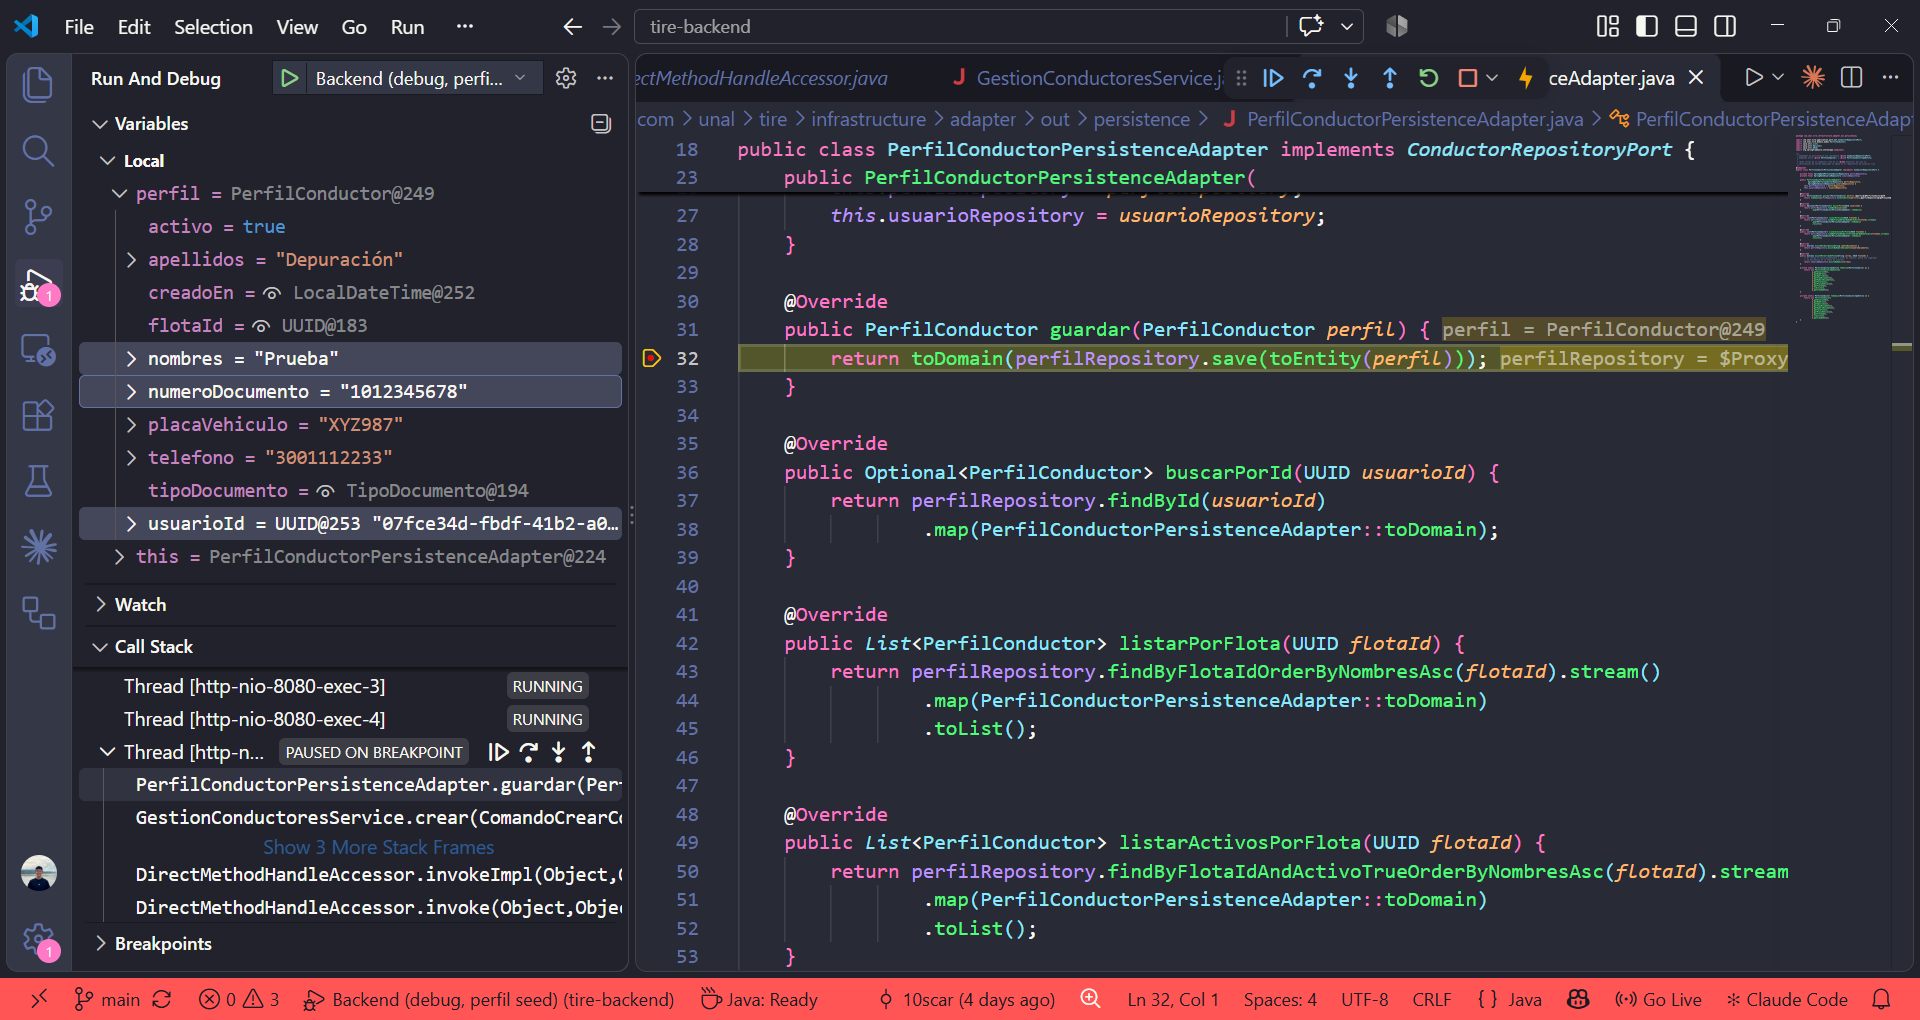 File Edit Selection View Go Run ···
tire-backend
Run And Debug
Backend (debug, perfi...
Variables
Local
perfil = PerfilConductor@249
activo = true
apellidos = "Depuración"
creadoEn = LocalDateTime@252
flotaId = UUID@183
nombres = "Prueba"
numeroDocumento = "1012345678"
placaVehiculo = "XYZ987"
telefono = "3001112233"
tipoDocumento = TipoDocumento@194
usuarioId = UUID@253 "07fce34d-fbdf-41b2-a0...
this = PerfilConductorPersistenceAdapter@224
Watch
Call Stack
Thread [http-nio-8080-exec-3] RUNNING
Thread [http-nio-8080-exec-4] RUNNING
Thread [http-n... PAUSED ON BREAKPOINT
PerfilConductorPersistenceAdapter.guardar(Per
GestionConductoresService.crear(ComandoCrearCo
Show 3 More Stack Frames
DirectMethodHandleAccessor.invokeImpl(Object,
DirectMethodHandleAccessor.invoke(Object,Obje
Breakpoints
1
1
ectMethodHandleAccessor.java GestionConductoresService.j ceAdapter.java
com > unal > tire > infrastructure > adapter > out > persistence > PerfilConductorPersistenceAdapter.java > PerfilConductorPersistenceAdapt
18 public class PerfilConductorPersistenceAdapter implements ConductorRepositoryPort {
23 public PerfilConductorPersistenceAdapter(
27 this.usuarioRepository = usuarioRepository;
28 }
29
30 @Override
31 public PerfilConductor guardar(PerfilConductor perfil) { perfil = PerfilConductor@249
32 return toDomain(perfilRepository.save(toEntity(perfil))); perfilRepository = $Proxy
33 }
34
35 @Override
36 public Optional<PerfilConductor> buscarPorId(UUID usuarioId) {
37 return perfilRepository.findById(usuarioId)
38 .map(PerfilConductorPersistenceAdapter::toDomain);
39 }
40
41 @Override
42 public List<PerfilConductor> listarPorFlota(UUID flotaId) {
43 return perfilRepository.findByFlotaIdOrderByNombresAsc(flotaId).stream()
44 .map(PerfilConductorPersistenceAdapter::toDomain)
45 .toList();
46 }
47
48 @Override
49 public List<PerfilConductor> listarActivosPorFlota(UUID flotaId) {
50 return perfilRepository.findByFlotaIdAndActivoTrueOrderByNombresAsc(flotaId).stream
51 .map(PerfilConductorPersistenceAdapter::toDomain)
52 .toList();
53 }
main 0 3 Backend (debug, perfil seed) (tire-backend) Java: Ready 10scar (4 days ago) Ln 32, Col 1 Spaces: 4 UTF-8 CRLF { } Java Go Live Claude Code